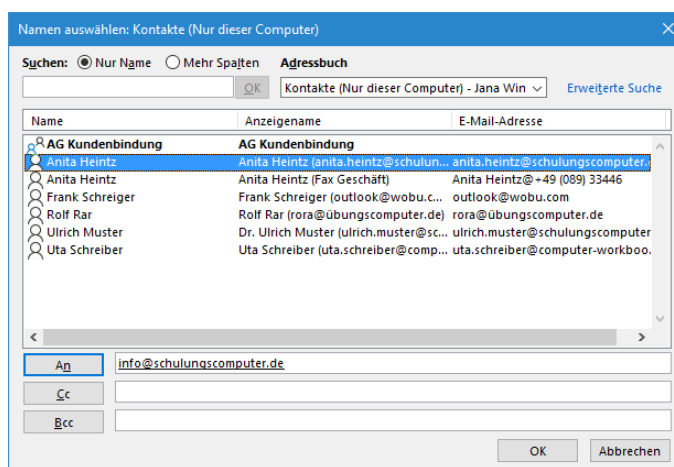 Namen auswählen: Kontakte (Nur dieser Computer)
Suchen: Nur Name Mehr Spalten Adressbuch
OK Kontakte (Nur dieser Computer) - Jana Win Erweiterte Suche
Name Anzeigename E-Mail-Adresse
AG Kundenbindung AG Kundenbindung
Anita Heintz Anita Heintz (anita.heintz@schulun... anita.heintz@schulungscomputer.
Anita Heintz Anita Heintz (Fax Geschäft) Anita Heintz@+49 (089) 33446
Frank Schreiger Frank Schreiger (outlook@wobu.c... outlook@wobu.com
Rolf Rar Rolf Rar (rora@übungscomputer.de) rora@übungscomputer.de
Ulrich Muster Dr. Ulrich Muster (ulrich.muster@sc... ulrich.muster@schulungscomputer
Uta Schreiber Uta Schreiber (uta.schreiber@comp... uta.schreiber@computer-workboo.
An info@schulungscomputer.de
Cc
Bcc
OK Abbrechen